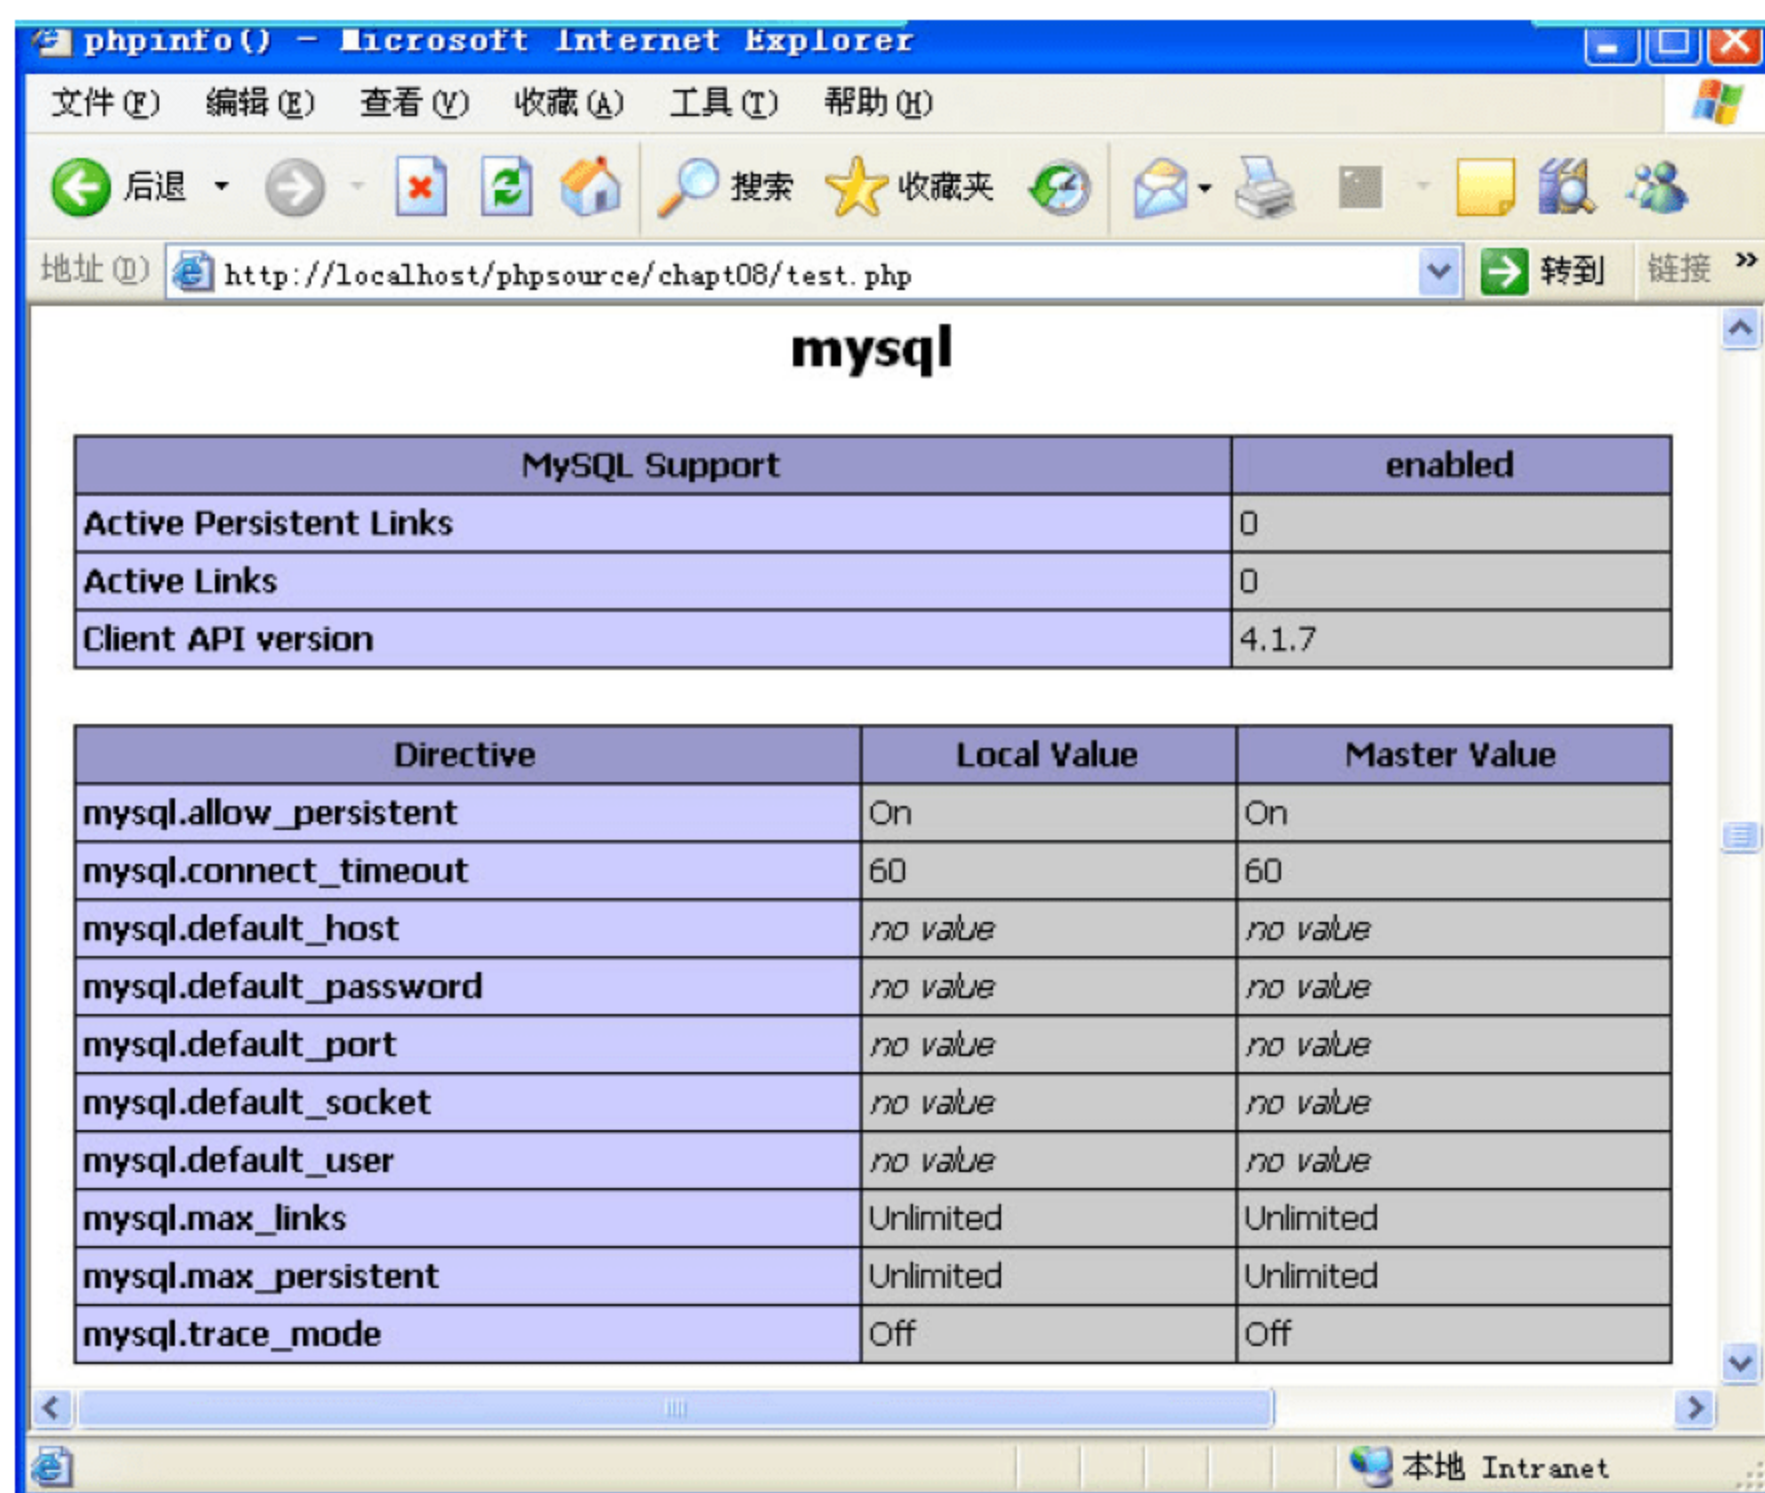 phpinfo() - Microsoft Internet Explorer
文件(F) 编辑(E) 查看(V) 收藏(A) 工具(T) 帮助(H)
后退 搜索 收藏夹
地址(D) http://localhost/phpsource/chapt08/test.php 转到 链接 »
mysql
MySQL Support enabled
Active Persistent Links 0
Active Links 0
Client API version 4.1.7
Directive Local Value Master Value
mysql.allow_persistent On On
mysql.connect_timeout 60 60
mysql.default_host no value no value
mysql.default_password no value no value
mysql.default_port no value no value
mysql.default_socket no value no value
mysql.default_user no value no value
mysql.max_links Unlimited Unlimited
mysql.max_persistent Unlimited Unlimited
mysql.trace_mode Off Off
本地 Intranet